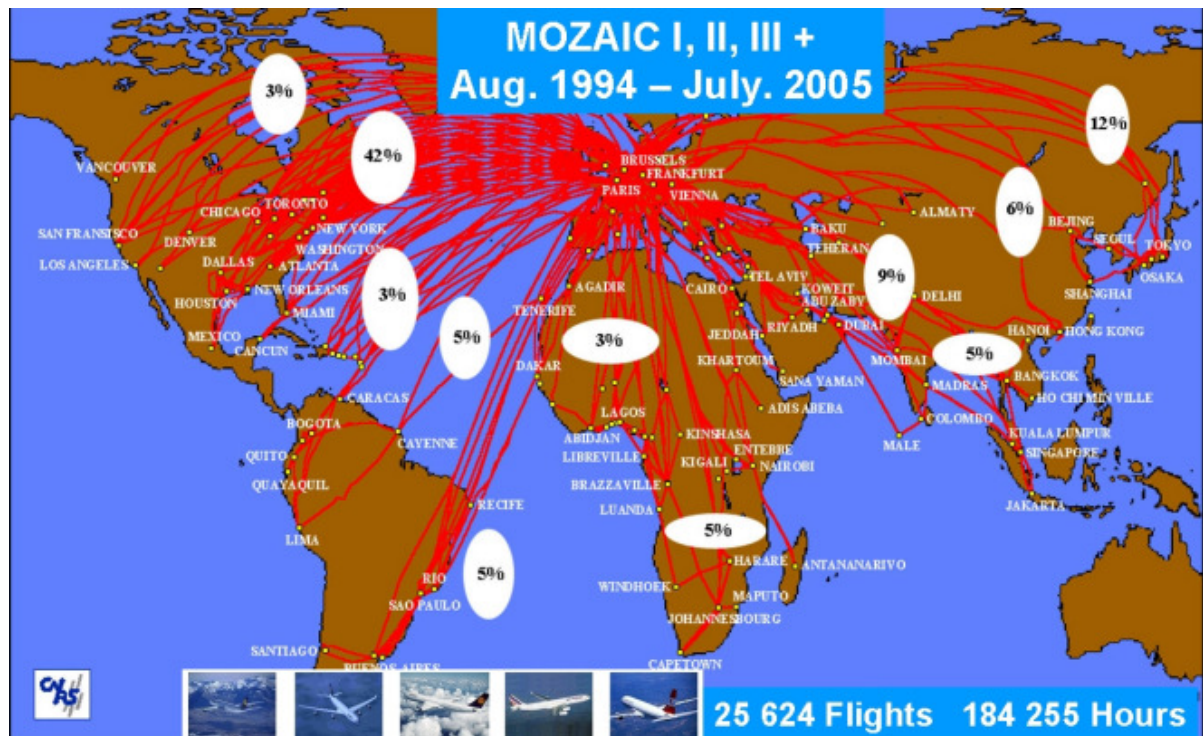 MOZAIC I, II, III +
Aug. 1994 – July. 2005
3%
12%
42%
BRUSSELS
FRANKFURT
VANCOUVER
PARIS
VIENNA
TORONTO
CHICAGO
6%
ALMATY
BEJING
NEW YORK
BAKU
SAN FRANSISCO
DENVER
WASHINGTON
TEHERAN
SEOUL
TOKYO
LOS ANGELES
DALLAS
ATLANTA
TEL AVIV
9%
OSAKA
AGADIR
CAIRO
KOWEIT
NEW ORLEANS
3%
ABU ZABY
DELHI
SHANGHAI
HOUSTON
TENERIFE
MIAMI
RIYADH
DUBAI
JEDDAH
HANOI
HONG KONG
MEXICO
5%
3%
CANCUN
KHARTOUM
MOMBAI
5%
DAKAR
SANA YAMAN
BANGKOK
MADRAS
CARACAS
HO CHI MIN VILLE
ADIS ABEBA
LAGOS
COLOMBO
BOGOTA
KINSHASA
KUALA LUMPUR
CAYENNE
ABIDJAN
MALE
ENTEBBE
SINGAPORE
QUITO
LIBREVILLE
KIGALI
NAIROBI
QUAYAQUIL
BRAZZAVILLE
RECIFE
JAKARTA
LUANDA
5%
LIMA
HARARE
ANTANANARIVO
5%
RIO
WINDHOEK
SAO PAULO
MAPUTO
JOHANNESBOURG
SANTIAGO
BUENOS AIRES
CAPETOWN
CNRS
25 624 Flights 184 255 Hours